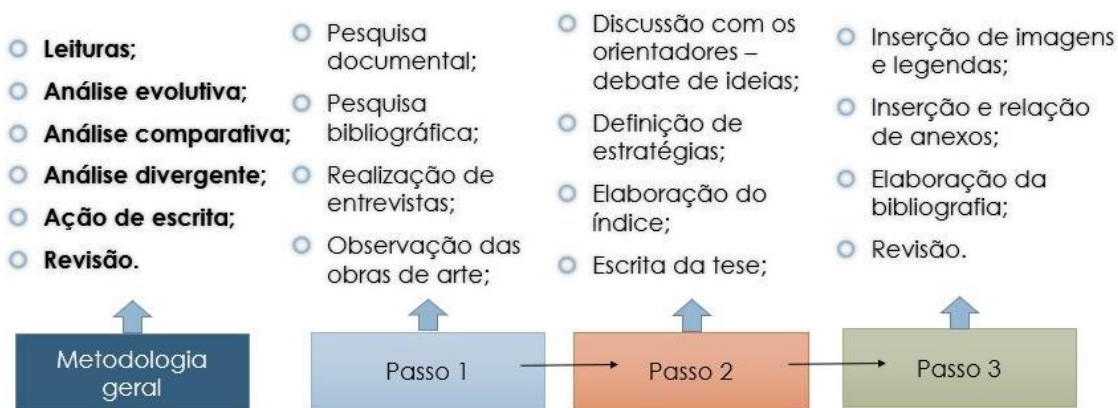 Leituras;
Análise evolutiva;
Análise comparativa;
Análise divergente;
Ação de escrita;
Revisão.
Metodologia
geral
Pesquisa
documental;
Pesquisa
bibliográfica;
Realização de
entrevistas;
Observação das
obras de arte;
Passo 1
Discussão com os
orientadores –
debate de ideias;
Definição de
estratégias;
Elaboração do
índice;
Escrita da tese;
Passo 2
Inserção de imagens
e legendas;
Inserção e relação
de anexos;
Elaboração da
bibliografia;
Revisão.
Passo 3